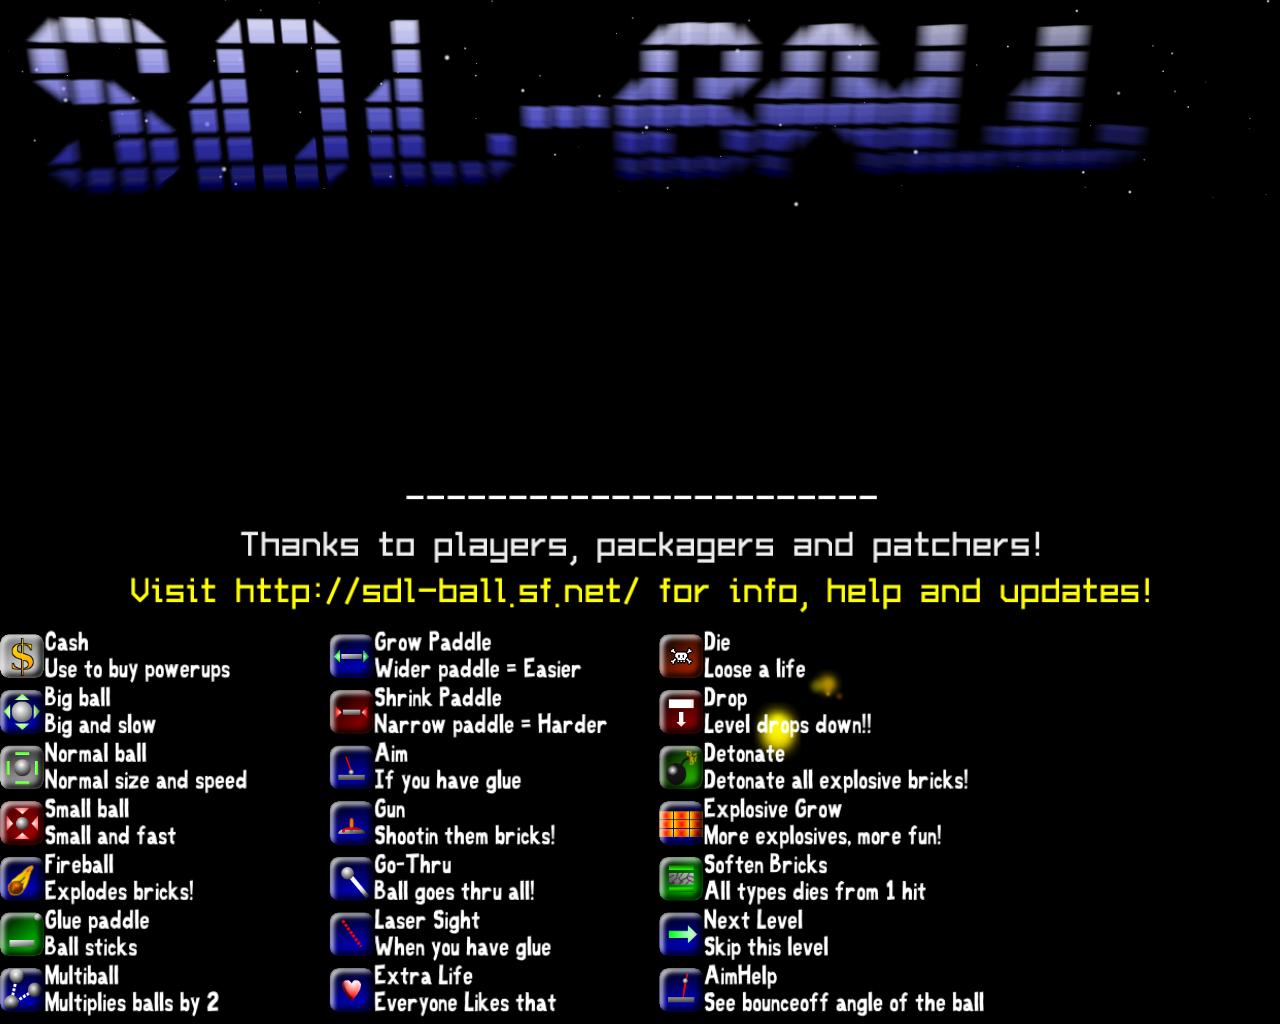 SDL-Ball
----------------------
Thanks to players, packagers and patchers!
Visit http://sdl-ball.sf.net/ for info, help and updates!
Cash
Use to buy powerups
Big ball
Big and slow
Normal ball
Normal size and speed
Small ball
Small and fast
Fireball
Explodes bricks!
Glue paddle
Ball sticks
Multiball
Multiplies balls by 2
Grow Paddle
Wider paddle = Easier
Shrink Paddle
Narrow paddle = Harder
Aim
If you have glue
Gun
Shootin them bricks!
Go-Thru
Ball goes thru all!
Laser Sight
When you have glue
Extra Life
Everyone Likes that
Die
Loose a life
Drop
Level drops down!!
Detonate
Detonate all explosive bricks!
Explosive Grow
More explosives, more fun!
Soften Bricks
All types dies from 1 hit
Next Level
Skip this level
AimHelp
See bounceoff angle of the ball